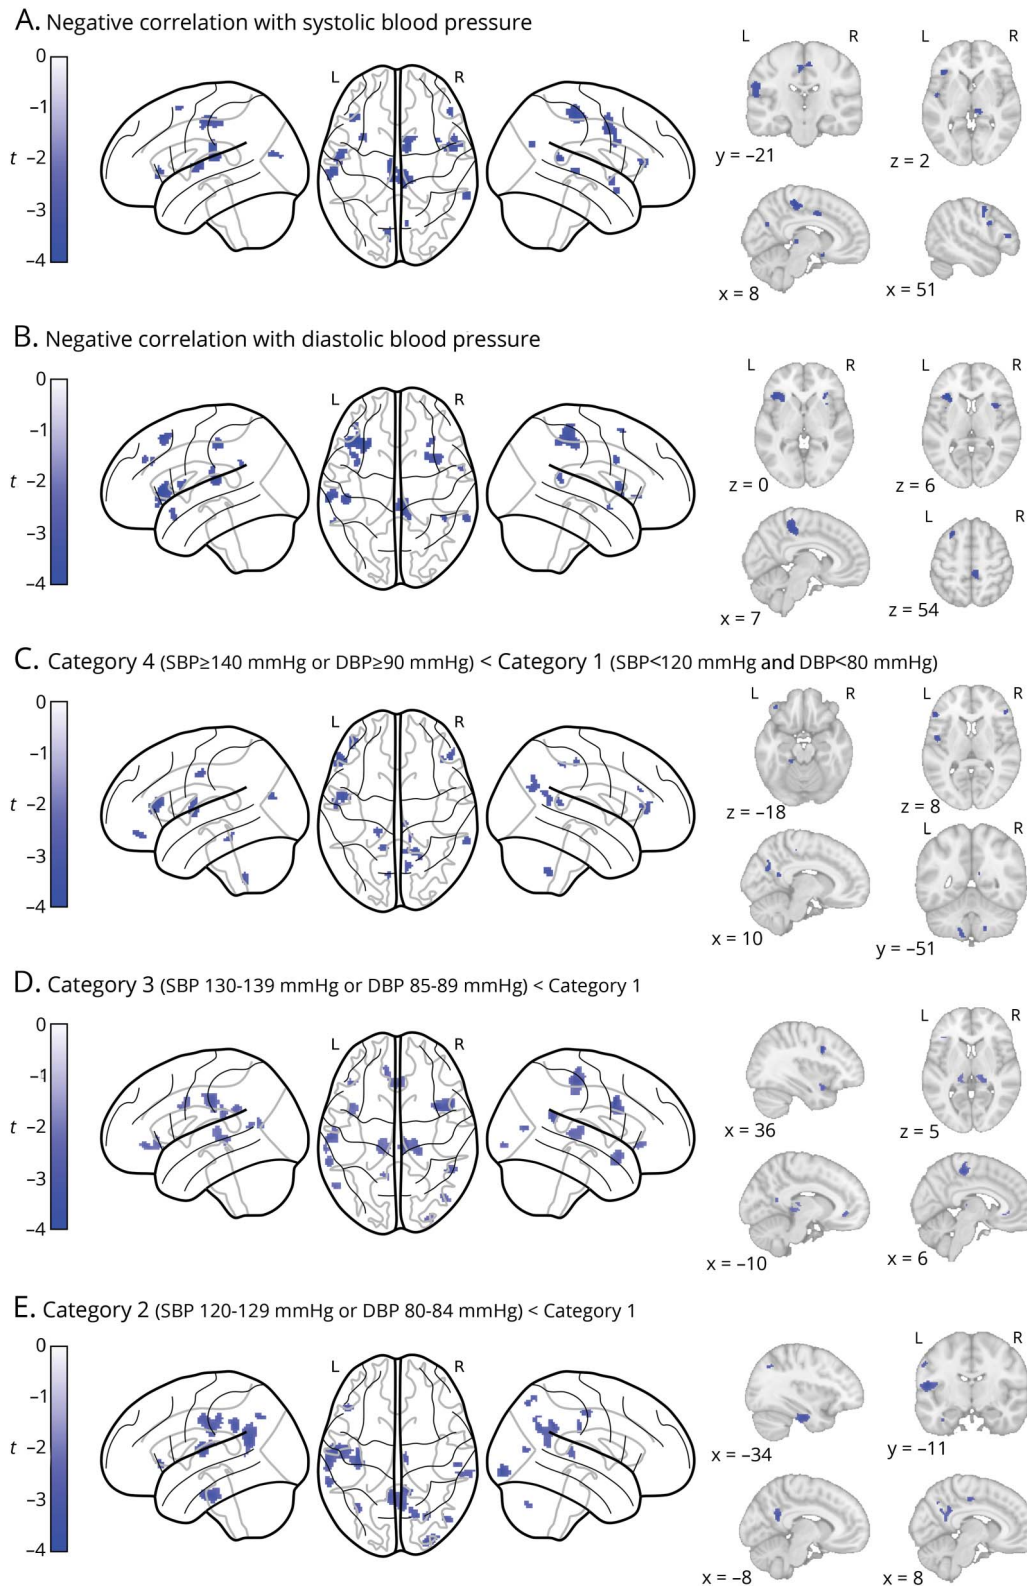 A. Negative correlation with systolic blood pressure
0
–1
t –2
–3
–4
L R
L R
y = –21
z = 2
x = 8
x = 51
B. Negative correlation with diastolic blood pressure
0
–1
t –2
–3
–4
L R
L R
z = 0
z = 6
L R
x = 7
z = 54
C. Category 4 (SBP≥140 mmHg or DBP≥90 mmHg) < Category 1 (SBP<120 mmHg and DBP<80 mmHg)
0
–1
t –2
–3
–4
L R
L R
L R
z = –18
z = 8
L R
x = 10
y = –51
D. Category 3 (SBP 130-139 mmHg or DBP 85-89 mmHg) < Category 1
0
–1
t –2
–3
–4
L R
L R
x = 36
z = 5
x = –10
x = 6
E. Category 2 (SBP 120-129 mmHg or DBP 80-84 mmHg) < Category 1
0
–1
t –2
–3
–4
L R
L R
x = –34
y = –11
x = –8
x = 8